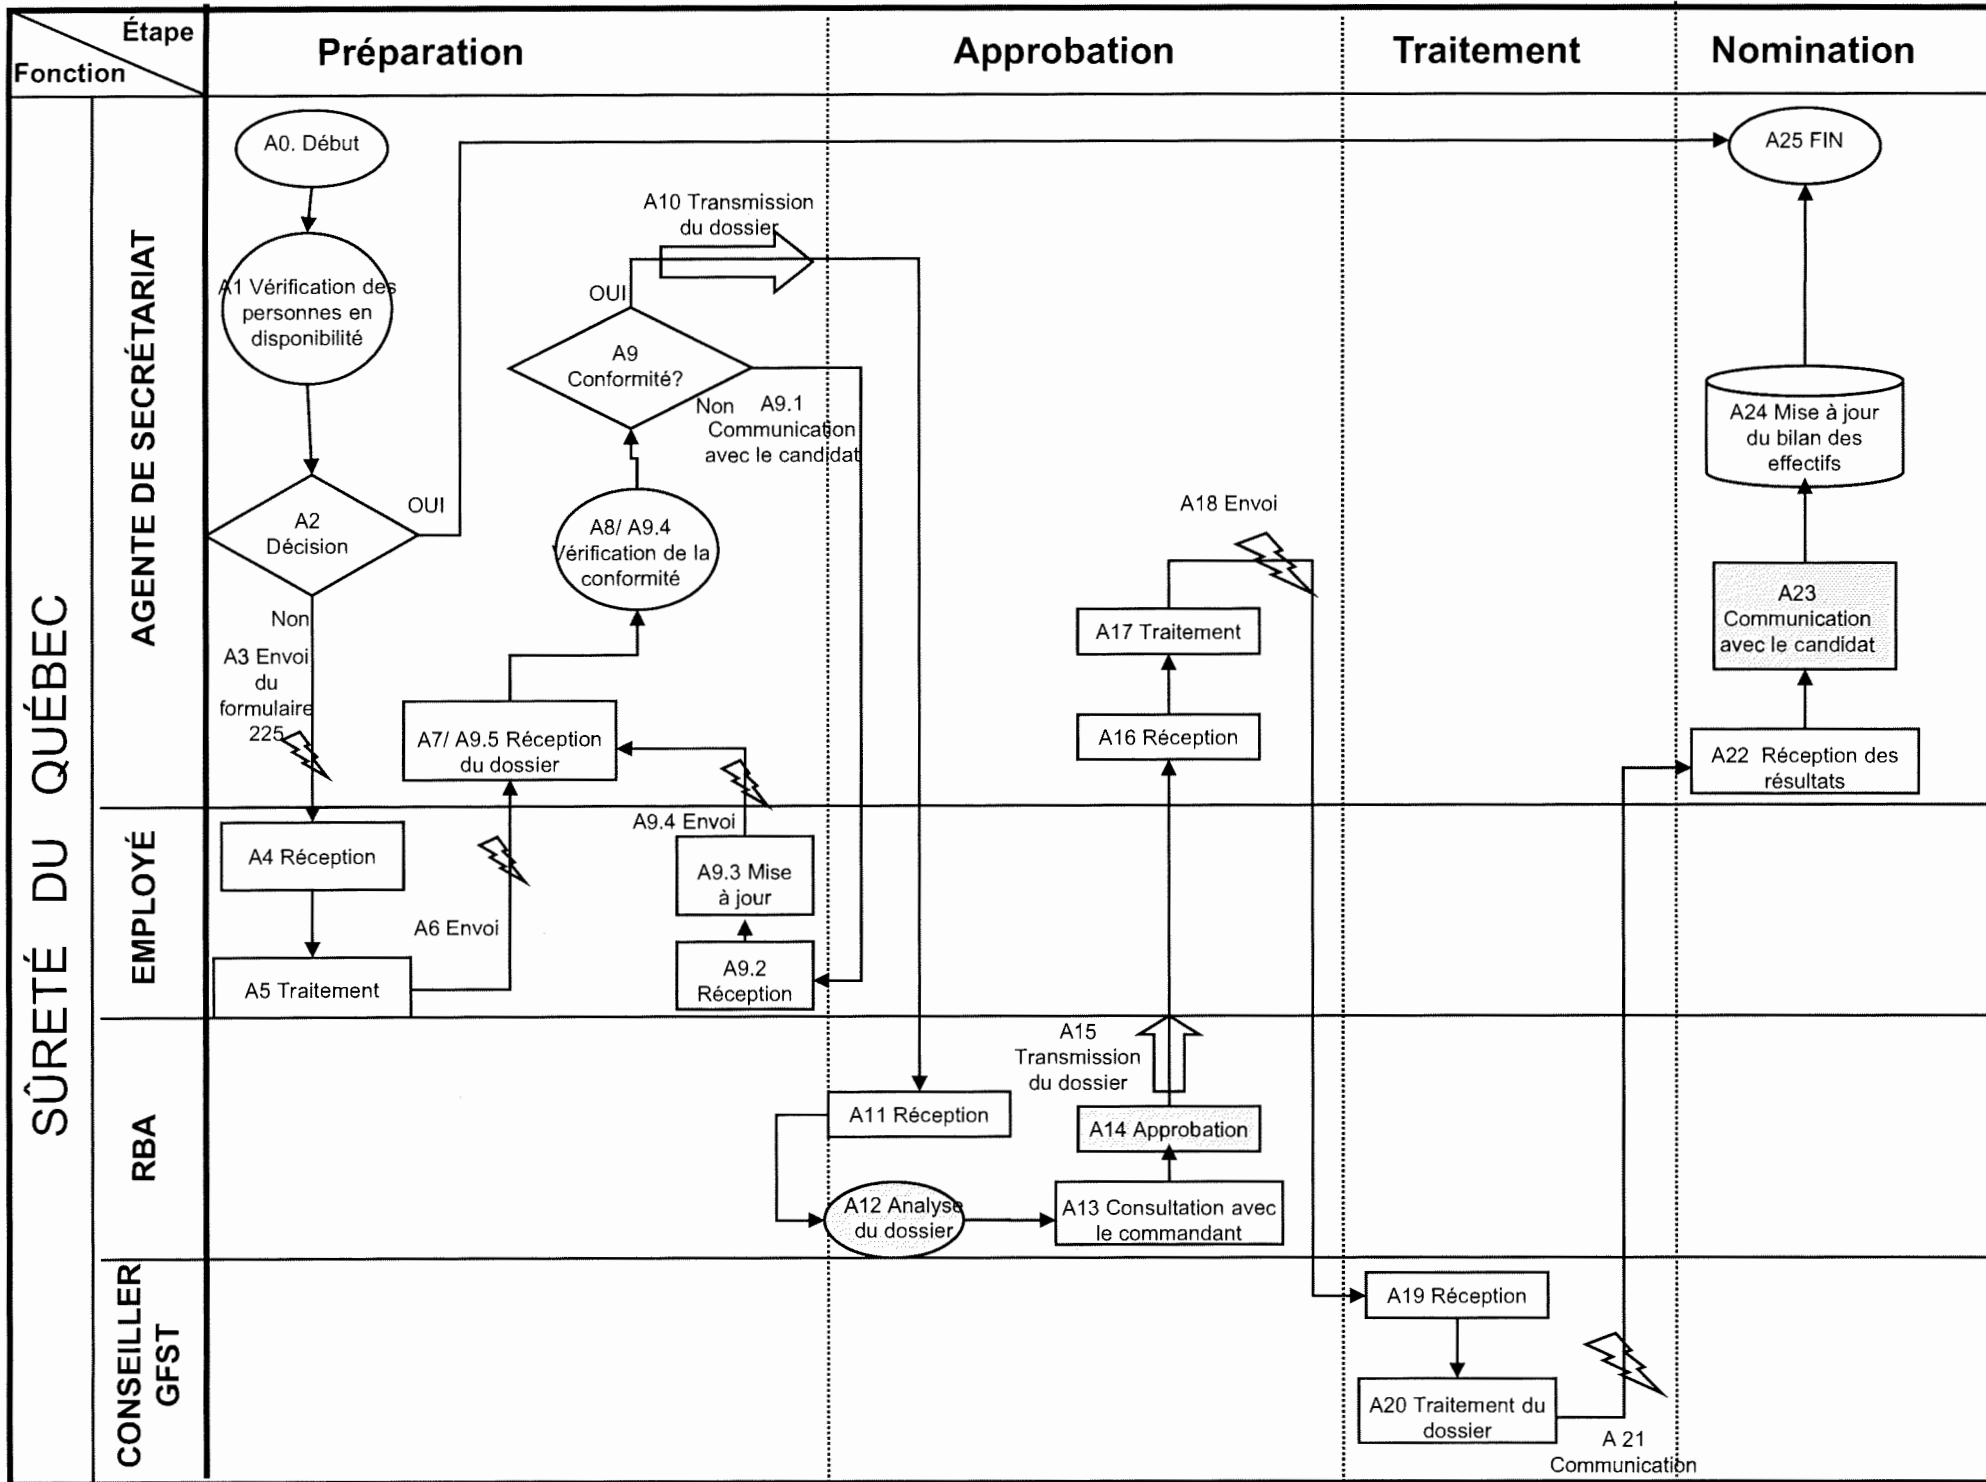 Étape
Fonction
Préparation
Approbation
Traitement
Nomination
SÛRETÉ DU QUÉBEC
AGENTE DE SECRÉTARIAT
A0. Début
A1 Vérification des
personnes en
disponibilité
A2
Décision
OUI
Non
A3 Envoi
du
formulaire
225
A10 Transmission
du dossier
OUI
A9
Conformité?
Non
A9.1
Communication
avec le candidat
A8/ A9.4
Vérification de la
conformité
A7/ A9.5 Réception
du dossier
A18 Envoi
A17 Traitement
A16 Réception
A25 FIN
A24 Mise à jour
du bilan des
effectifs
A23
Communication
avec le candidat
A22 Réception des
résultats
EMPLOYÉ
A4 Réception
A5 Traitement
A6 Envoi
A9.4 Envoi
A9.3 Mise
à jour
A9.2
Réception
RBA
A11 Réception
A12 Analyse
du dossier
A13 Consultation avec
le commandant
A14 Approbation
A15
Transmission
du dossier
CONSEILLER
GFST
A19 Réception
A20 Traitement du
dossier
A 21
Communication